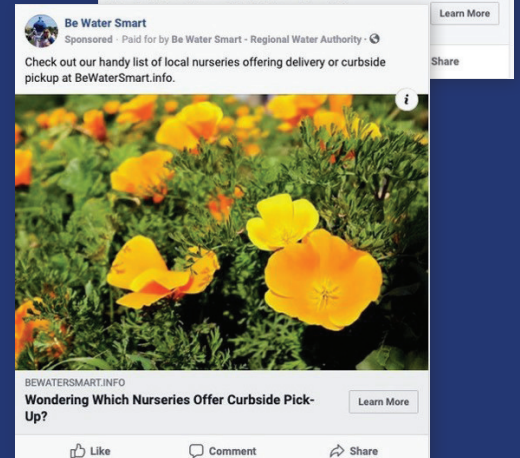 Learn More
Share
Be Water Smart
Sponsored · Paid for by Be Water Smart - Regional Water Authority ·
Check out our handy list of local nurseries offering delivery or curbside
pickup at BeWaterSmart.info.
i
BEWATERSMART.INFO
Wondering Which Nurseries Offer Curbside Pick-
Up?
Learn More
Like Comment Share